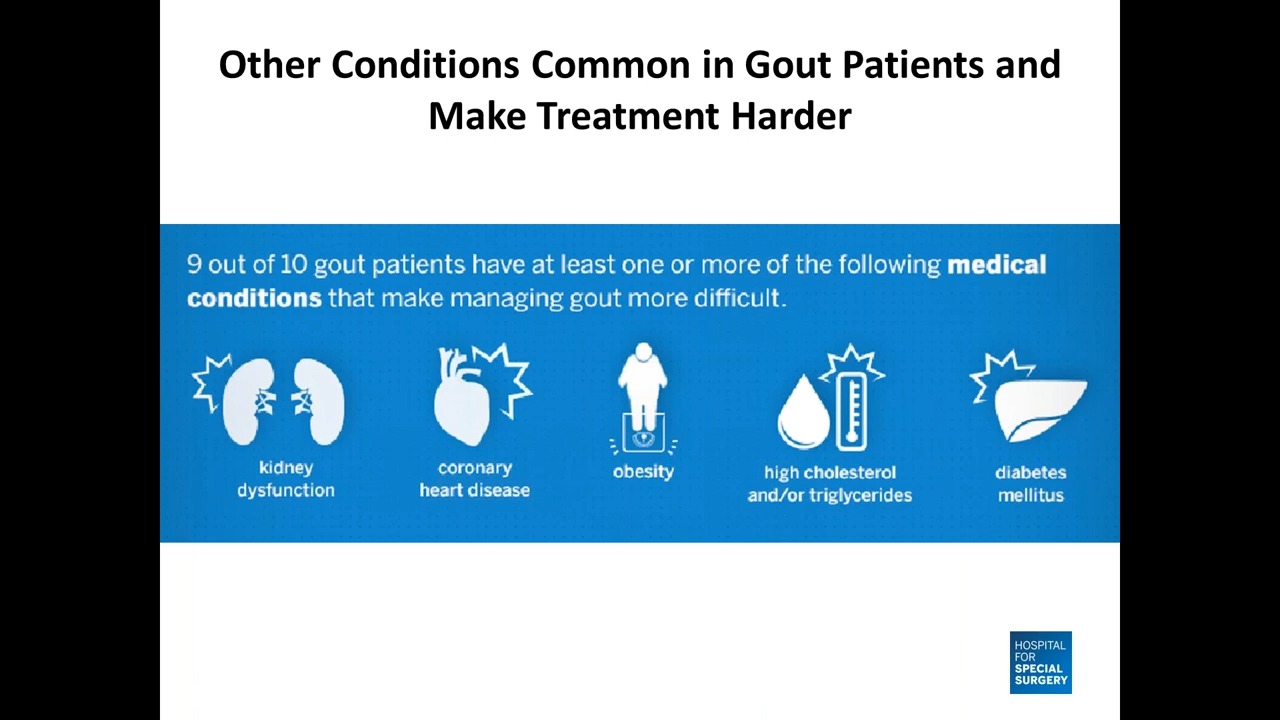 Other Conditions Common in Gout Patients and
Make Treatment Harder
9 out of 10 gout patients have at least one or more of the following medical
conditions that make managing gout more difficult.
kidney
dysfunction
coronary
heart disease
obesity
high cholesterol
and/or triglycerides
diabetes
mellitus
HOSPITAL
FOR
SPECIAL
SURGERY